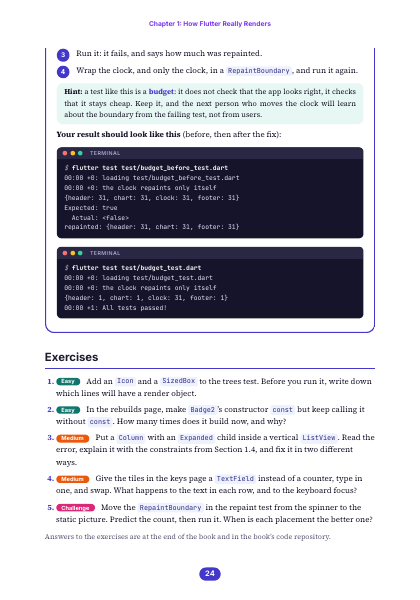 Chapter 1: How Flutter Really Renders
3 Run it: it fails, and says how much was repainted.
4 Wrap the clock, and only the clock, in a RepaintBoundary, and run it again.
Hint: a test like this is a budget: it does not check that the app looks right, it checks
that it stays cheap. Keep it, and the next person who moves the clock will learn
about the boundary from the failing test, not from users.
Your result should look like this (before, then after the fix):
TERMINAL
$ flutter test test/budget_before_test.dart
00:00 +0: loading test/budget_before_test.dart
00:00 +0: the clock repaints only itself
{header: 31, chart: 31, clock: 31, footer: 31}
Expected: true
Actual: <false>
repainted: {header: 31, chart: 31, clock: 31, footer: 31}
TERMINAL
$ flutter test test/budget_test.dart
00:00 +0: loading test/budget_test.dart
00:00 +0: the clock repaints only itself
{header: 1, chart: 1, clock: 31, footer: 1}
00:00 +1: All tests passed!
Exercises
1. Easy Add an Icon and a SizedBox to the trees test. Before you run it, write down
which lines will have a render object.
2. Easy In the rebuilds page, make Badge2's constructor const but keep calling it
without const. How many times does it build now, and why?
3. Medium Put a Column with an Expanded child inside a vertical ListView. Read the
error, explain it with the constraints from Section 1.4, and fix it in two different
ways.
4. Medium Give the tiles in the keys page a TextField instead of a counter, type in
one, and swap. What happens to the text in each row, and to the keyboard focus?
5. Challenge Move the RepaintBoundary in the repaint test from the spinner to the
static picture. Predict the count, then run it. When is each placement the better one?
Answers to the exercises are at the end of the book and in the book's code repository.
24